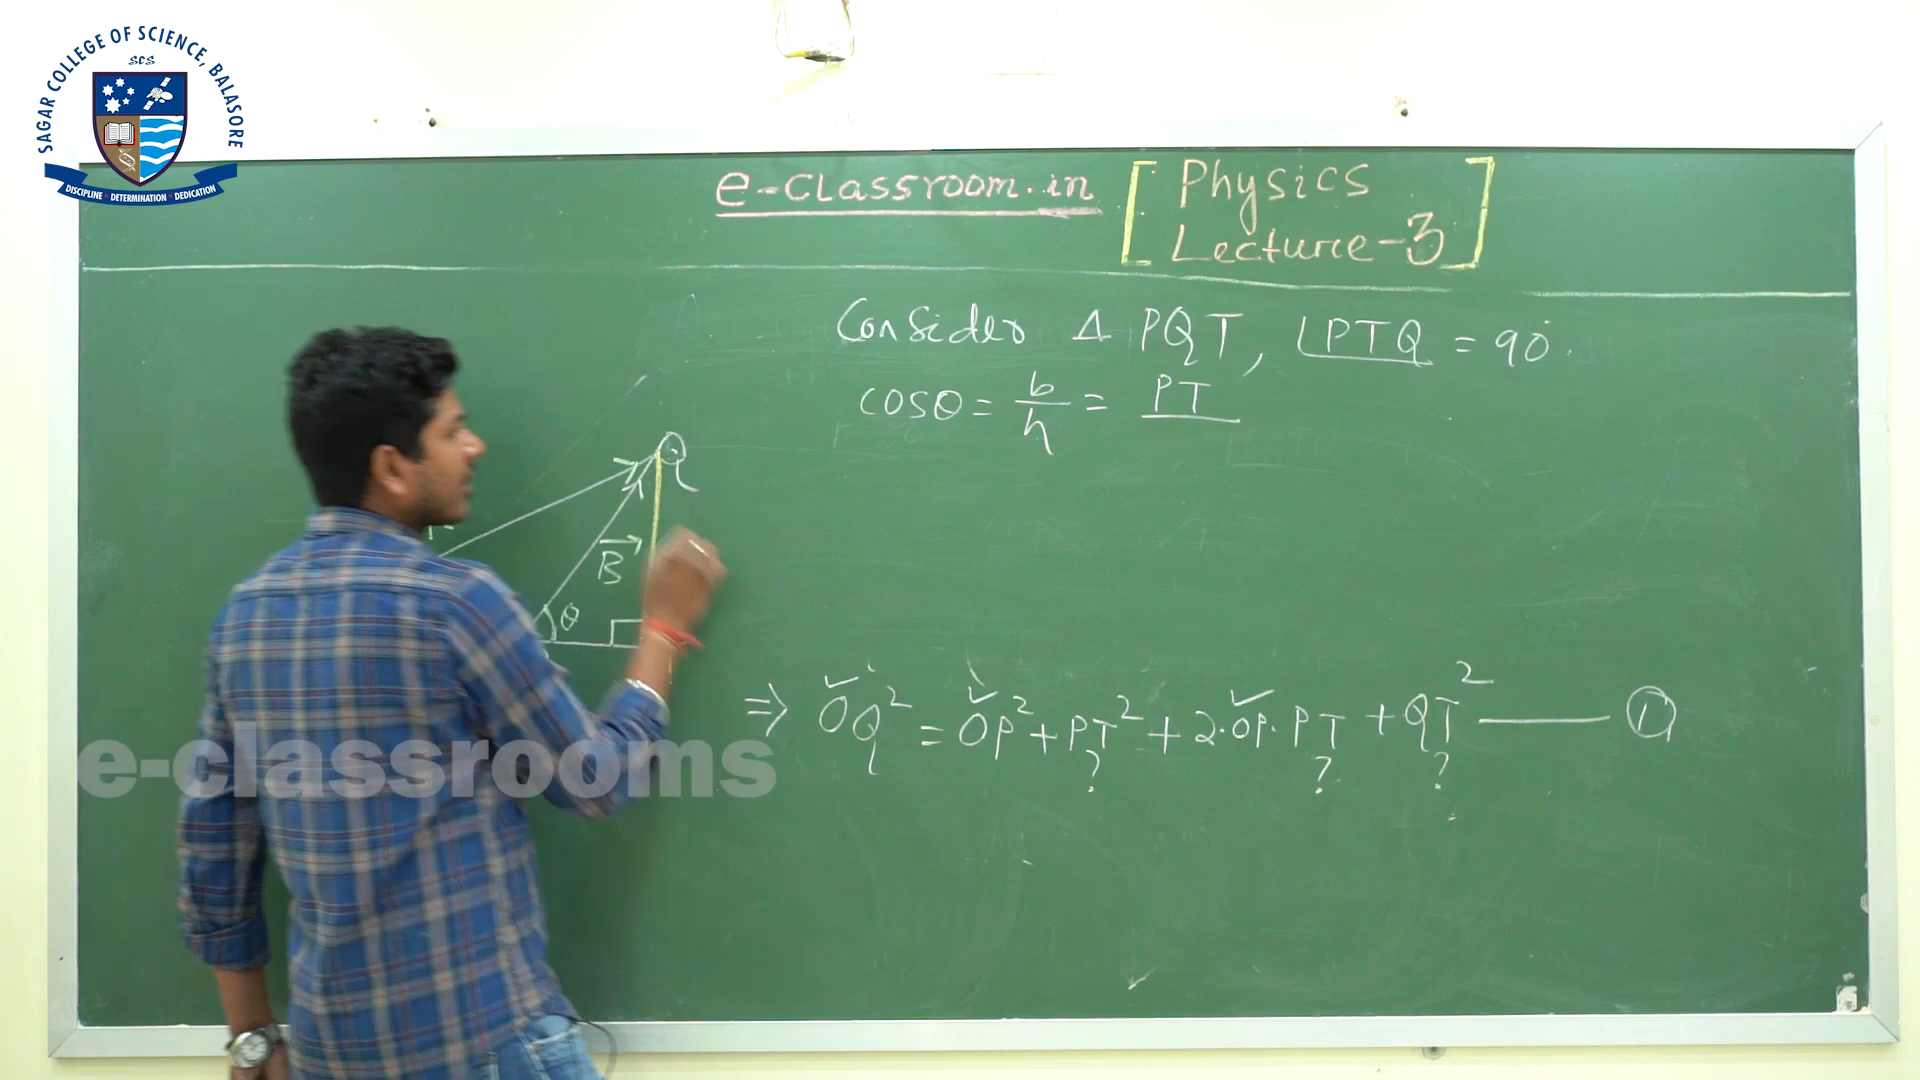 SAGAR COLLEGE OF SCIENCE, BALASORE
SCS
DISCIPLINE • DETERMINATION • DEDICATION
e-classroom.in
[Physics
Lecture-3]
Consider Δ PQT, ∠PTQ = 90°.
cosθ = b/h = PT
Q
B⃗
θ
⇒ OQ² = OP² + PT² + 2.OP.PT + QT² —— ①
? ? ?
e-classrooms